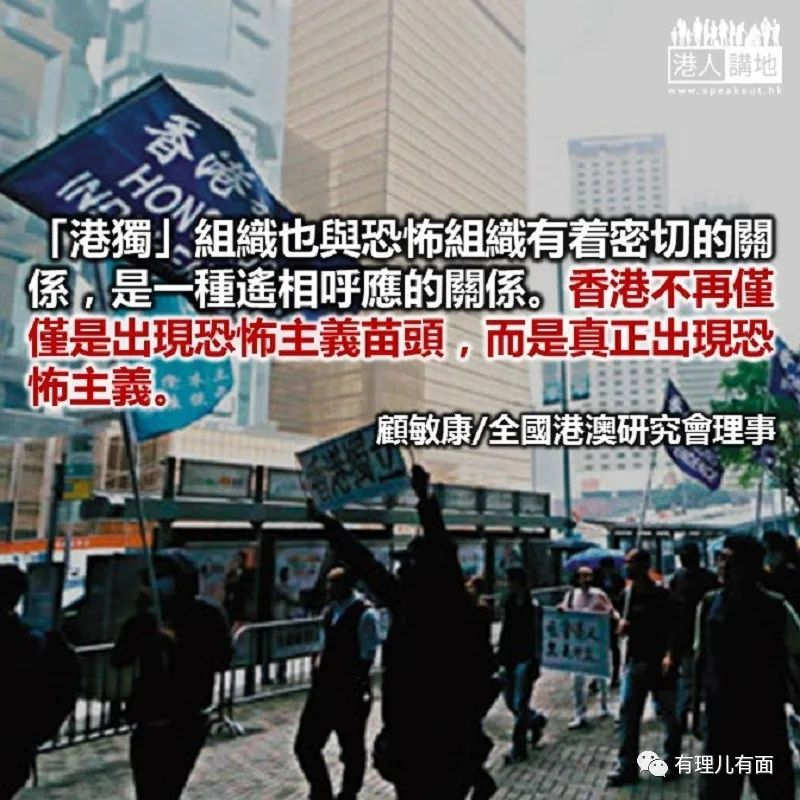 港人講地
www.speakout.hk
香港
HON
IN
「港獨」組織也與恐怖組織有着密切的關
係，是一種遙相呼應的關係。香港不再僅
僅是出現恐怖主義苗頭，而是真正出現恐
怖主義。
顧敏康/全國港澳研究會理事
有理儿有面